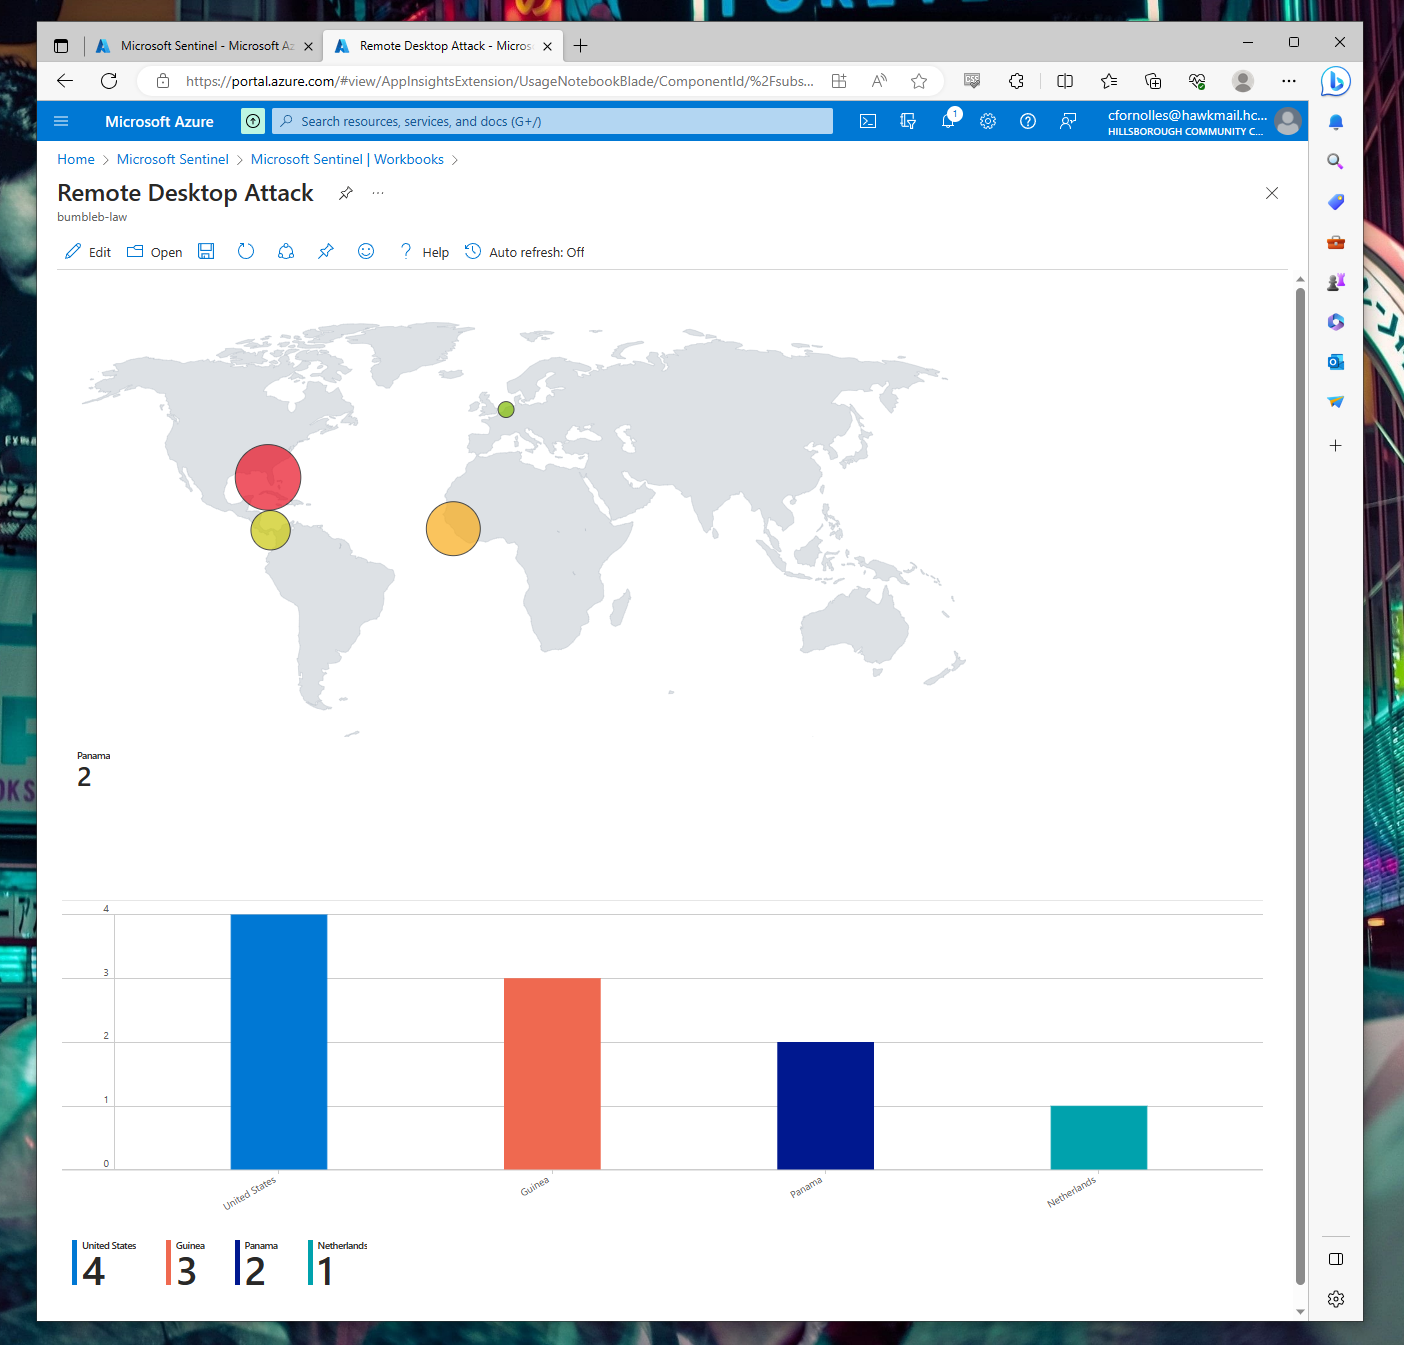 Microsoft Sentinel - Microsoft Az
Remote Desktop Attack - Micros
https://portal.azure.com/#view/AppInsightsExtension/UsageNotebookBlade/ComponentId/%2Fsubs...
Microsoft Azure
Search resources, services, and docs (G+/)
1
cfornolles@hawkmail.hc...
HILLSBOROUGH COMMUNITY C...
Home > Microsoft Sentinel > Microsoft Sentinel | Workbooks >
Remote Desktop Attack
bumbleb-law
Edit Open Help Auto refresh: Off
Panama
2
4
3
2
1
0
United States
Guinea
Panama
Netherlands
United States Guinea Panama Netherlands
4 3 2 1